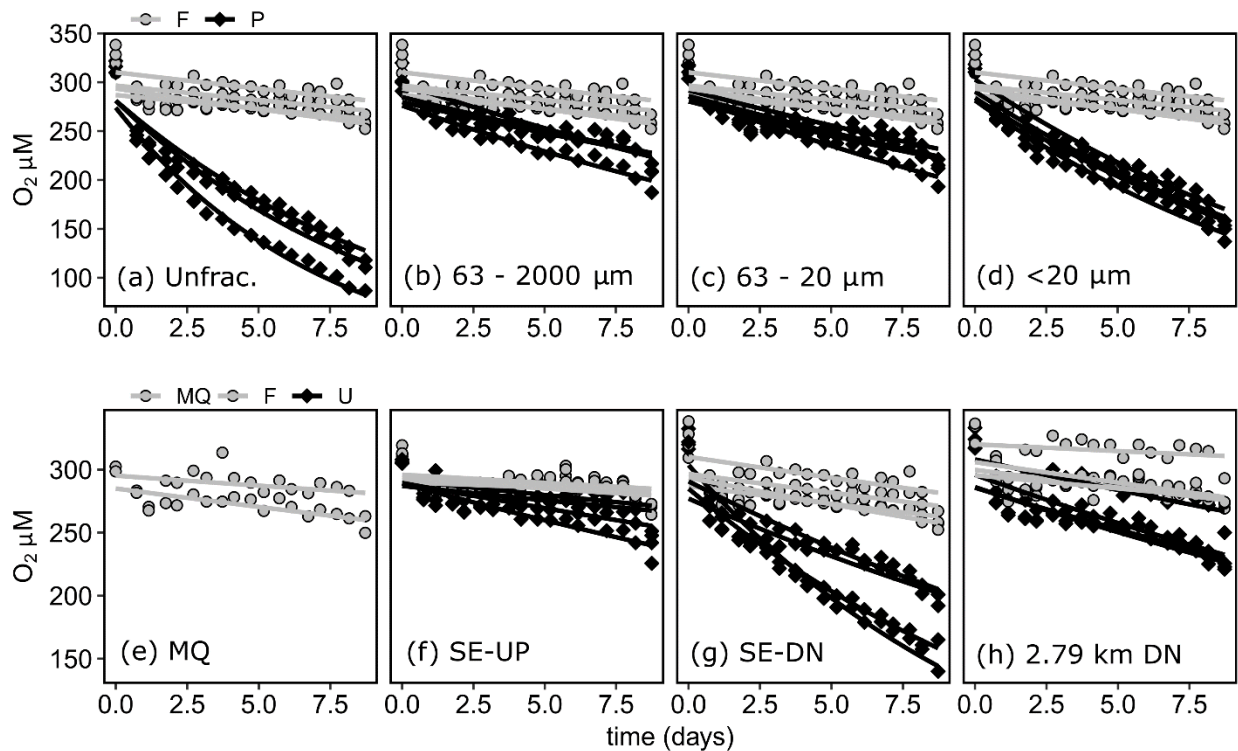 F P
350
300
250
200
150
100
O₂ μM
(a) Unfrac.
(b) 63 - 2000 μm
(c) 63 - 20 μm
(d) <20 μm
0.0 2.5 5.0 7.5 0.0 2.5 5.0 7.5 0.0 2.5 5.0 7.5 0.0 2.5 5.0 7.5
MQ F U
300
250
200
150
O₂ μM
(e) MQ
(f) SE-UP
(g) SE-DN
(h) 2.79 km DN
0.0 2.5 5.0 7.5 0.0 2.5 5.0 7.5 0.0 2.5 5.0 7.5 0.0 2.5 5.0 7.5
time (days)